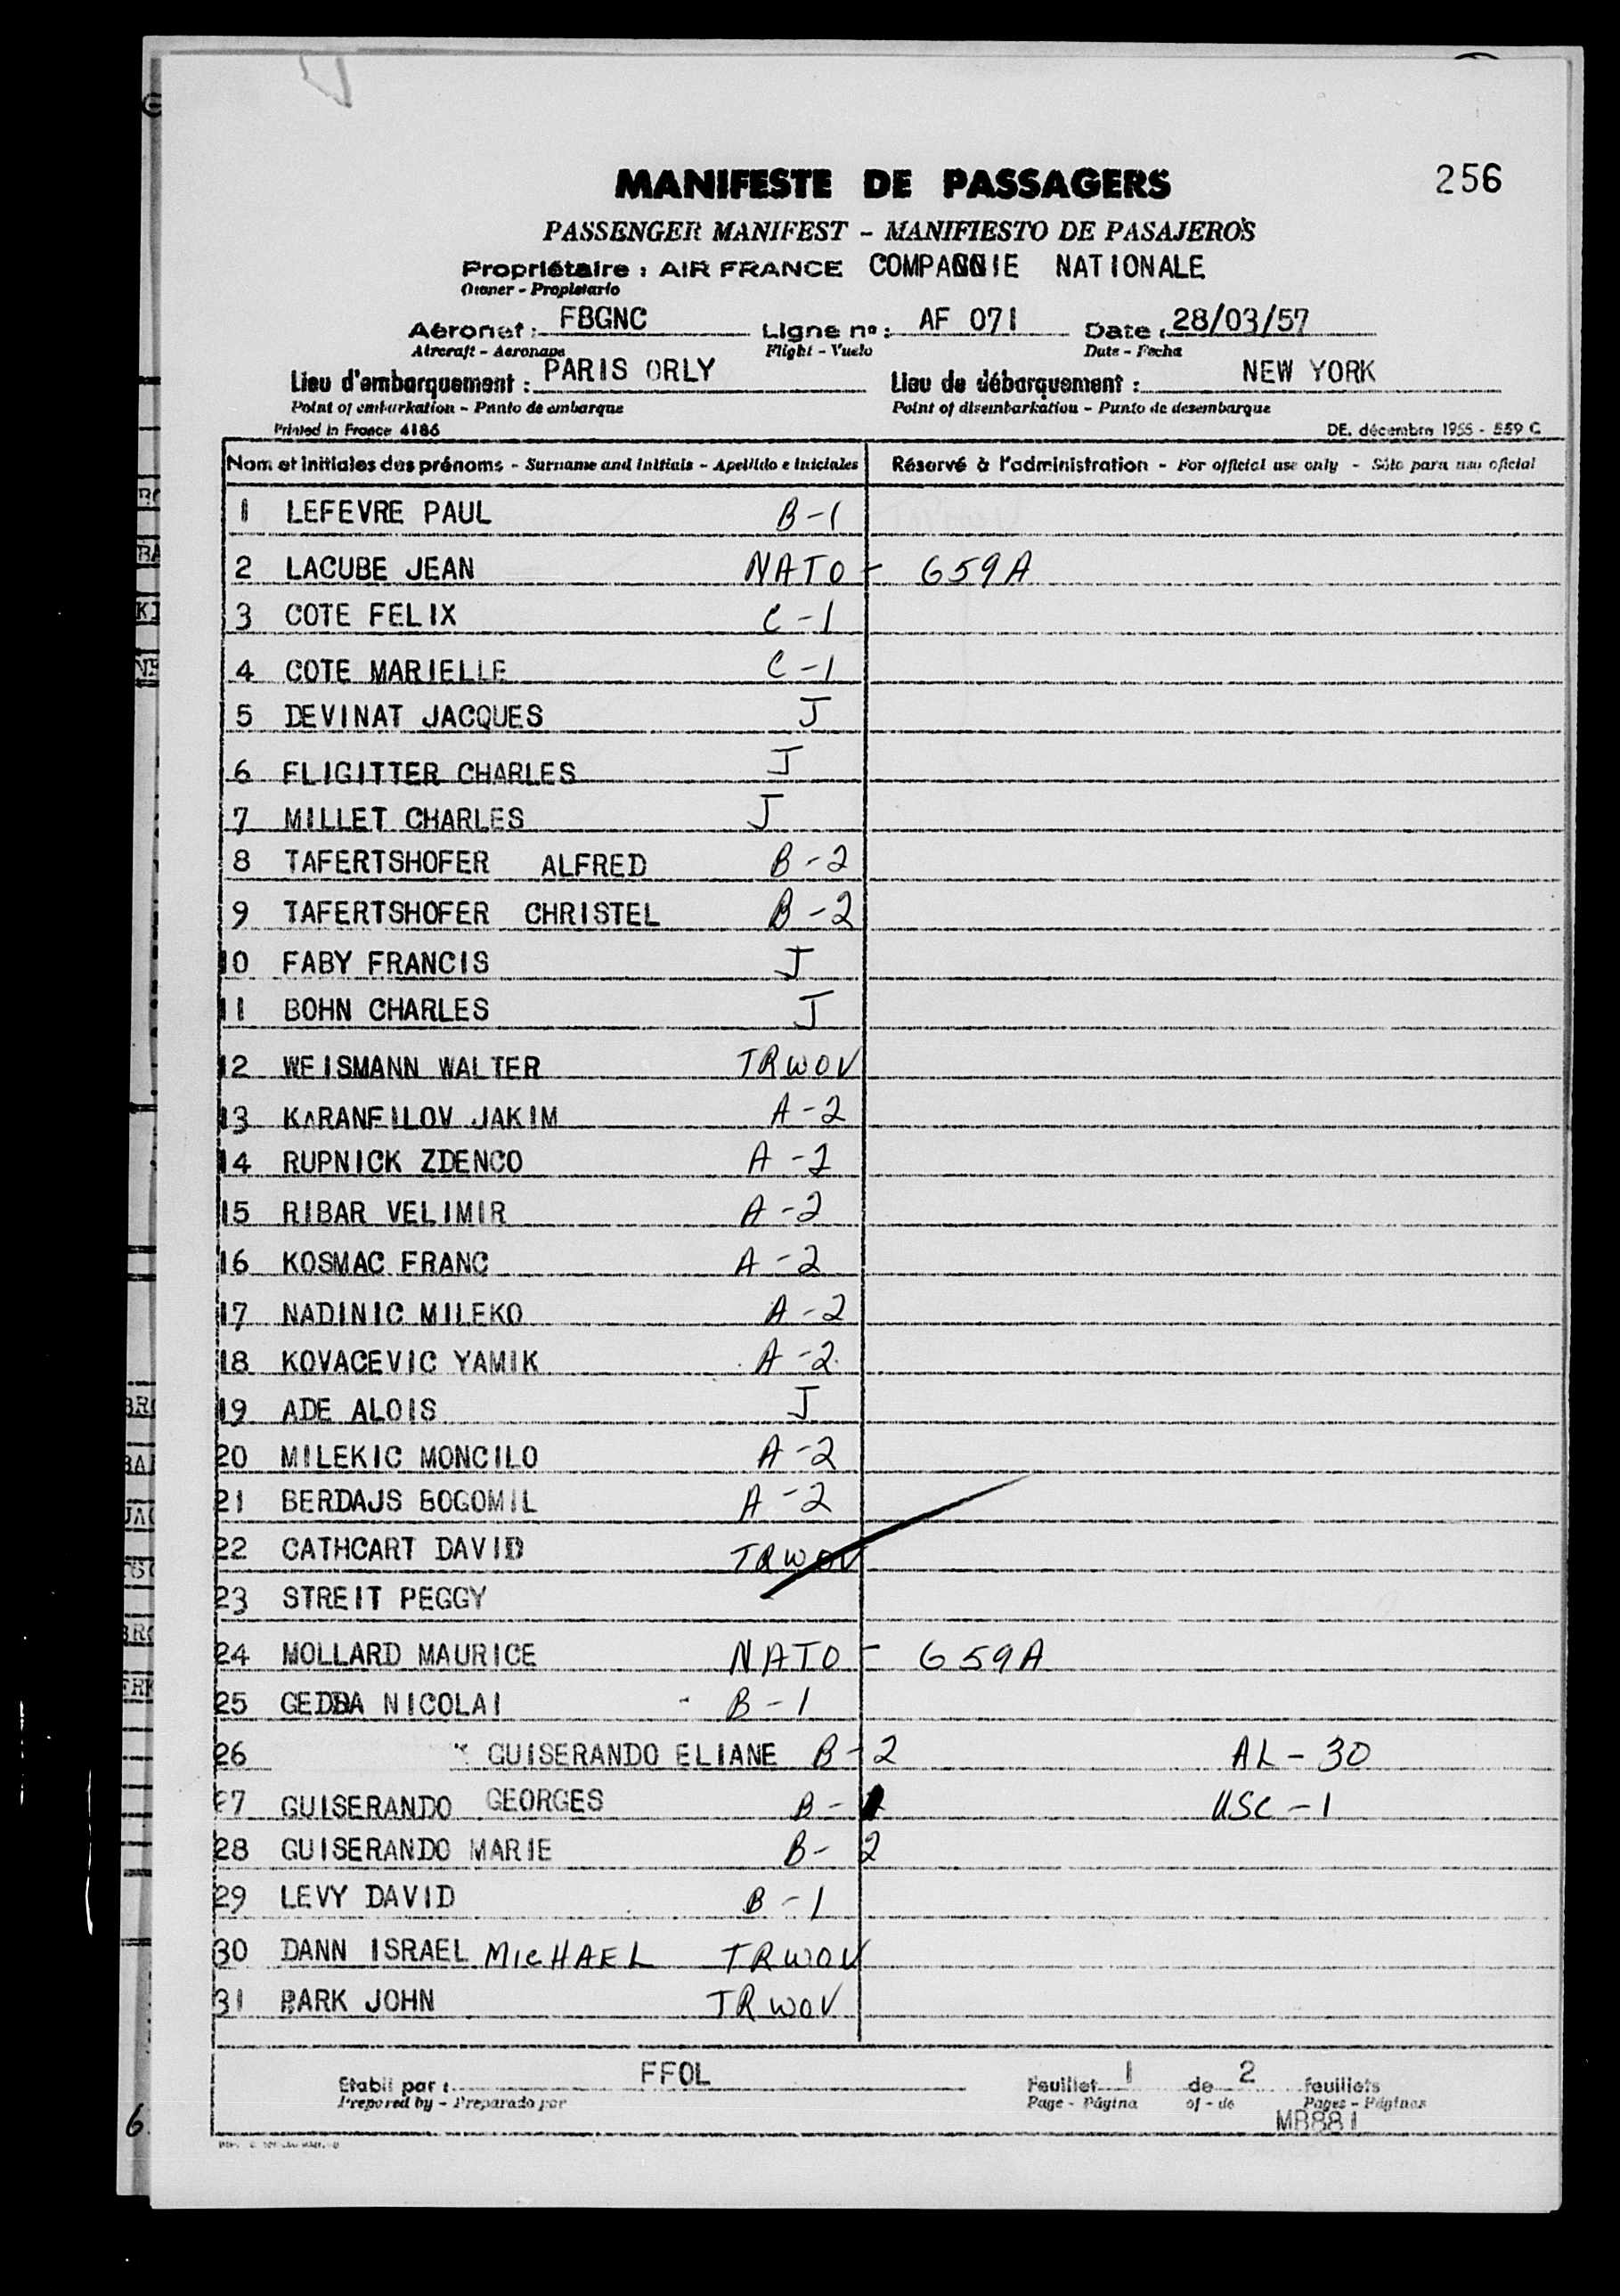 256
MANIFESTE DE PASSAGERS
PASSENGER MANIFEST - MANIFIESTO DE PASAJEROS
Propriétaire : AIR FRANCE COMPAGNIE NATIONALE
Owner - Propietario
Aéronef : FBGNC Ligne nº : AF 071 Date : 28/03/57
Aircraft - Aeronave Flight - Vuelo Date - Fecha
Lieu d'embarquement : PARIS ORLY Lieu de débarquement : NEW YORK
Point of embarkation - Punto de embarque Point of disembarkation - Punto de desembarque
Printed in France 4186 DE. décembre 1955 - 559 C
Nom et initiales des prénoms - Surname and initials - Apellido e iniciales Réservé à l'administration - For official use only - Sólo para uso oficial
1 LEFEVRE PAUL B-1
2 LACUBE JEAN NATO - G59A
3 COTE FELIX C-1
4 COTE MARIELLE C-1
5 DEVINAT JACQUES J
6 FLIGITTER CHARLES J
7 MILLET CHARLES J
8 TAFERTSHOFER ALFRED B-2
9 TAFERTSHOFER CHRISTEL B-2
10 FABY FRANCIS J
11 BOHN CHARLES J
12 WEISMANN WALTER TRWOV
13 KARANFILOV JAKIM A-2
14 RUPNICK ZDENCO A-2
15 RIBAR VELIMIR A-2
16 KOSMAC FRANC A-2
17 NADINIC MILEKO A-2
18 KOVACEVIC YAMIK A-2
19 ADE ALOIS J
20 MILEKIC MONCILO A-2
21 BERDAJS BOGOMIL A-2
22 CATHCART DAVID TRWOV
23 STREIT PEGGY
24 MOLLARD MAURICE NATO - G59A
25 GEDDA NICOLAI B-1
26 GUISERANDO ELIANE B-2 AL-30
27 GUISERANDO GEORGES B- USC-1
28 GUISERANDO MARIE B-2
29 LEVY DAVID B-1
30 DANN ISRAEL MICHAEL TRWOV
31 PARK JOHN TRWOV
Etabli par : FFOL Feuillet 1 de 2 feuillets
Prepared by - Preparado por Page - Página of - de Pages - Páginas
MB881
6